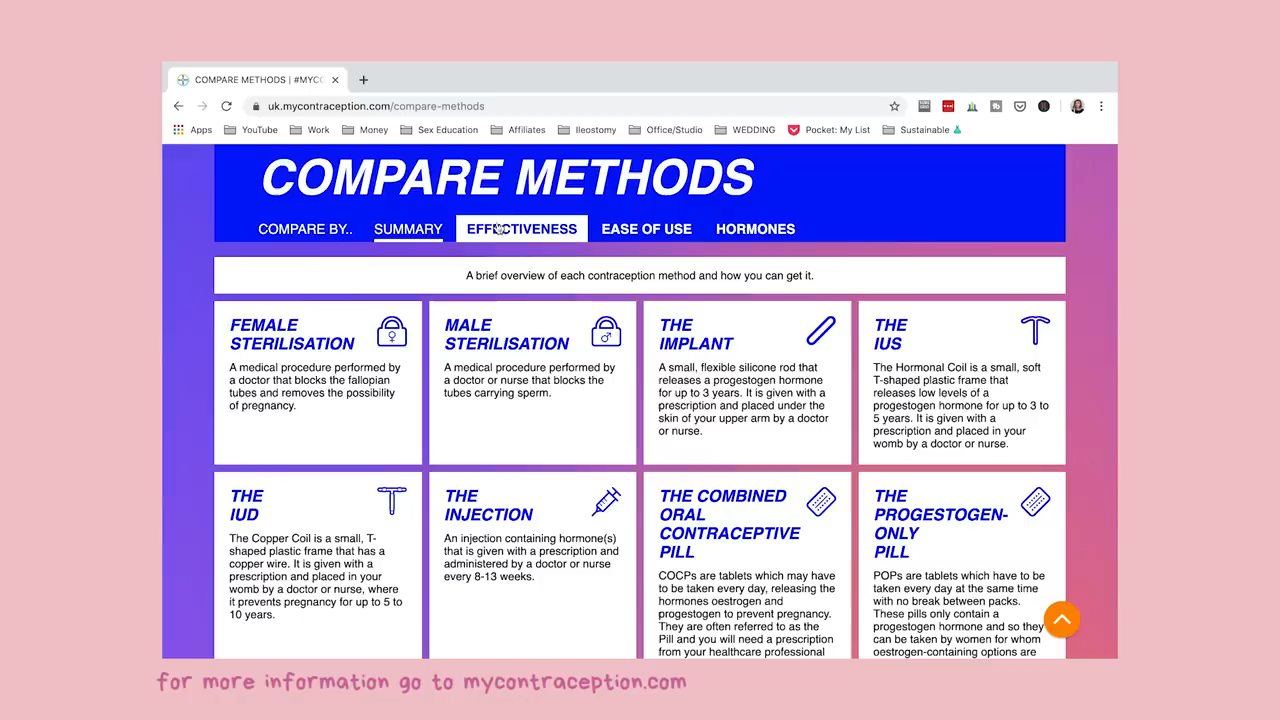 COMPARE METHODS | #MYCO
uk.mycontraception.com/compare-methods
Apps YouTube Work Money Sex Education Affiliates Ileostomy Office/Studio WEDDING Pocket: My List Sustainable
COMPARE METHODS
COMPARE BY.. SUMMARY EFFECTIVENESS EASE OF USE HORMONES
A brief overview of each contraception method and how you can get it.
FEMALE
STERILISATION
A medical procedure performed by
a doctor that blocks the fallopian
tubes and removes the possibility
of pregnancy.
MALE
STERILISATION
A medical procedure performed by
a doctor or nurse that blocks the
tubes carrying sperm.
THE
IMPLANT
A small, flexible silicone rod that
releases a progestogen hormone
for up to 3 years. It is given with a
prescription and placed under the
skin of your upper arm by a doctor
or nurse.
THE
IUS
The Hormonal Coil is a small, soft
T-shaped plastic frame that
releases low levels of a
progestogen hormone for up to 3 to
5 years. It is given with a
prescription and placed in your
womb by a doctor or nurse.
THE
IUD
The Copper Coil is a small, T-
shaped plastic frame that has a
copper wire. It is given with a
prescription and placed in your
womb by a doctor or nurse, where
it prevents pregnancy for up to 5 to
10 years.
THE
INJECTION
An injection containing hormone(s)
that is given with a prescription and
administered by a doctor or nurse
every 8-13 weeks.
THE COMBINED
ORAL
CONTRACEPTIVE
PILL
COCPs are tablets which may have
to be taken every day, releasing the
hormones oestrogen and
progestogen to prevent pregnancy.
They are often referred to as the
Pill and you will need a prescription
from your healthcare professional
THE
PROGESTOGEN-
ONLY
PILL
POPs are tablets which have to be
taken every day at the same time
with no break between packs.
These pills only contain a
progestogen hormone and so they
can be taken by women for whom
oestrogen-containing options are
for more information go to mycontraception.com